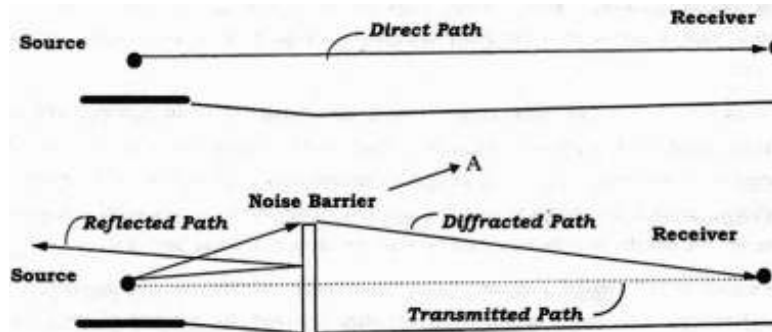 Receiver
Source
Direct Path
A
Noise Barrier
Reflected Path
Diffracted Path
Receiver
Source
Transmitted Path